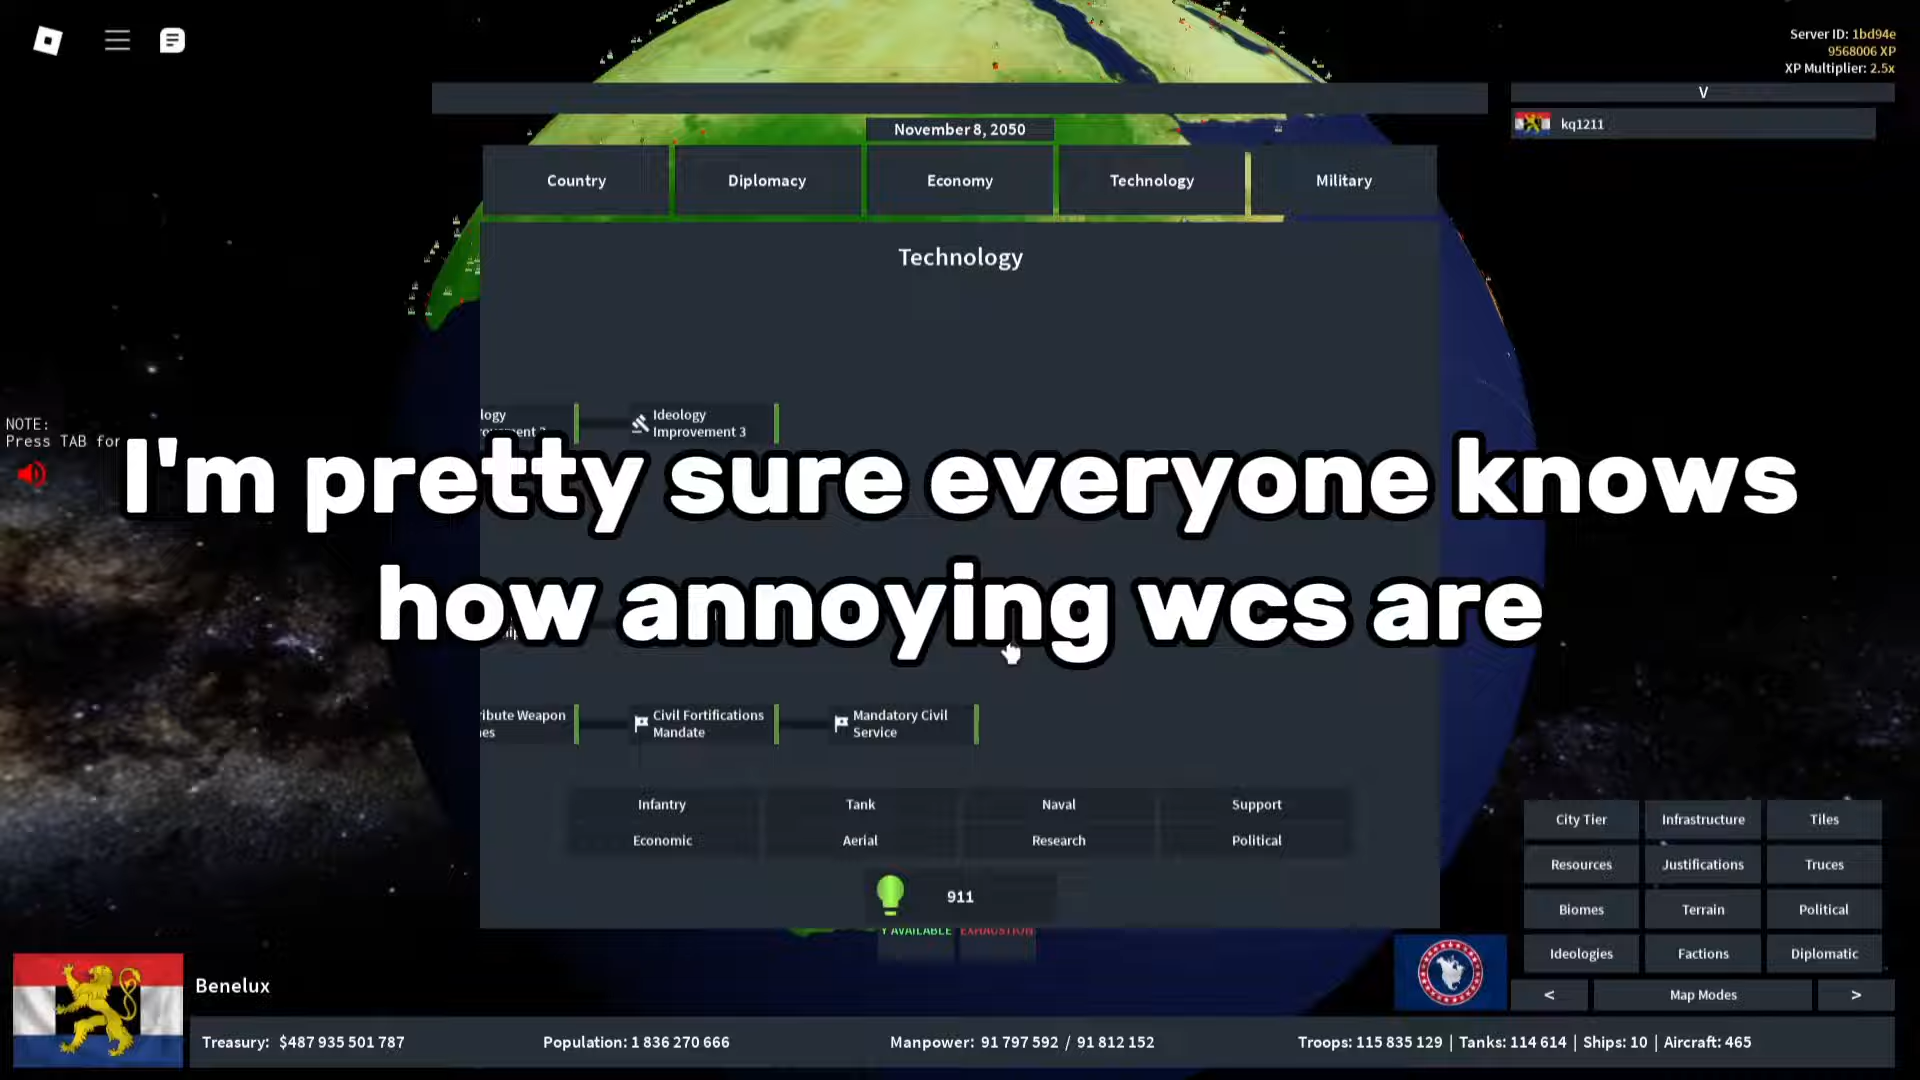 Server ID: 1bd94e
9568006 XP
XP Multiplier: 2.5x
V
kq1211
November 8, 2050
Country Diplomacy Economy Technology Military
Technology
NOTE:
Press TAB for
Ideology
Improvement 3
I'm pretty sure everyone knows
how annoying wcs are
ribute Weapon
Civil Fortifications
Mandate
Mandatory Civil
Service
Infantry Tank Naval Support
Economic Aerial Research Political
911
Y AVAILABLE EXHAUSTION
City Tier Infrastructure Tiles
Resources Justifications Truces
Biomes Terrain Political
Ideologies Factions Diplomatic
< Map Modes >
Benelux
Treasury: $487 935 501 787 Population: 1 836 270 666 Manpower: 91 797 592 / 91 812 152 Troops: 115 835 129 | Tanks: 114 614 | Ships: 10 | Aircraft: 465